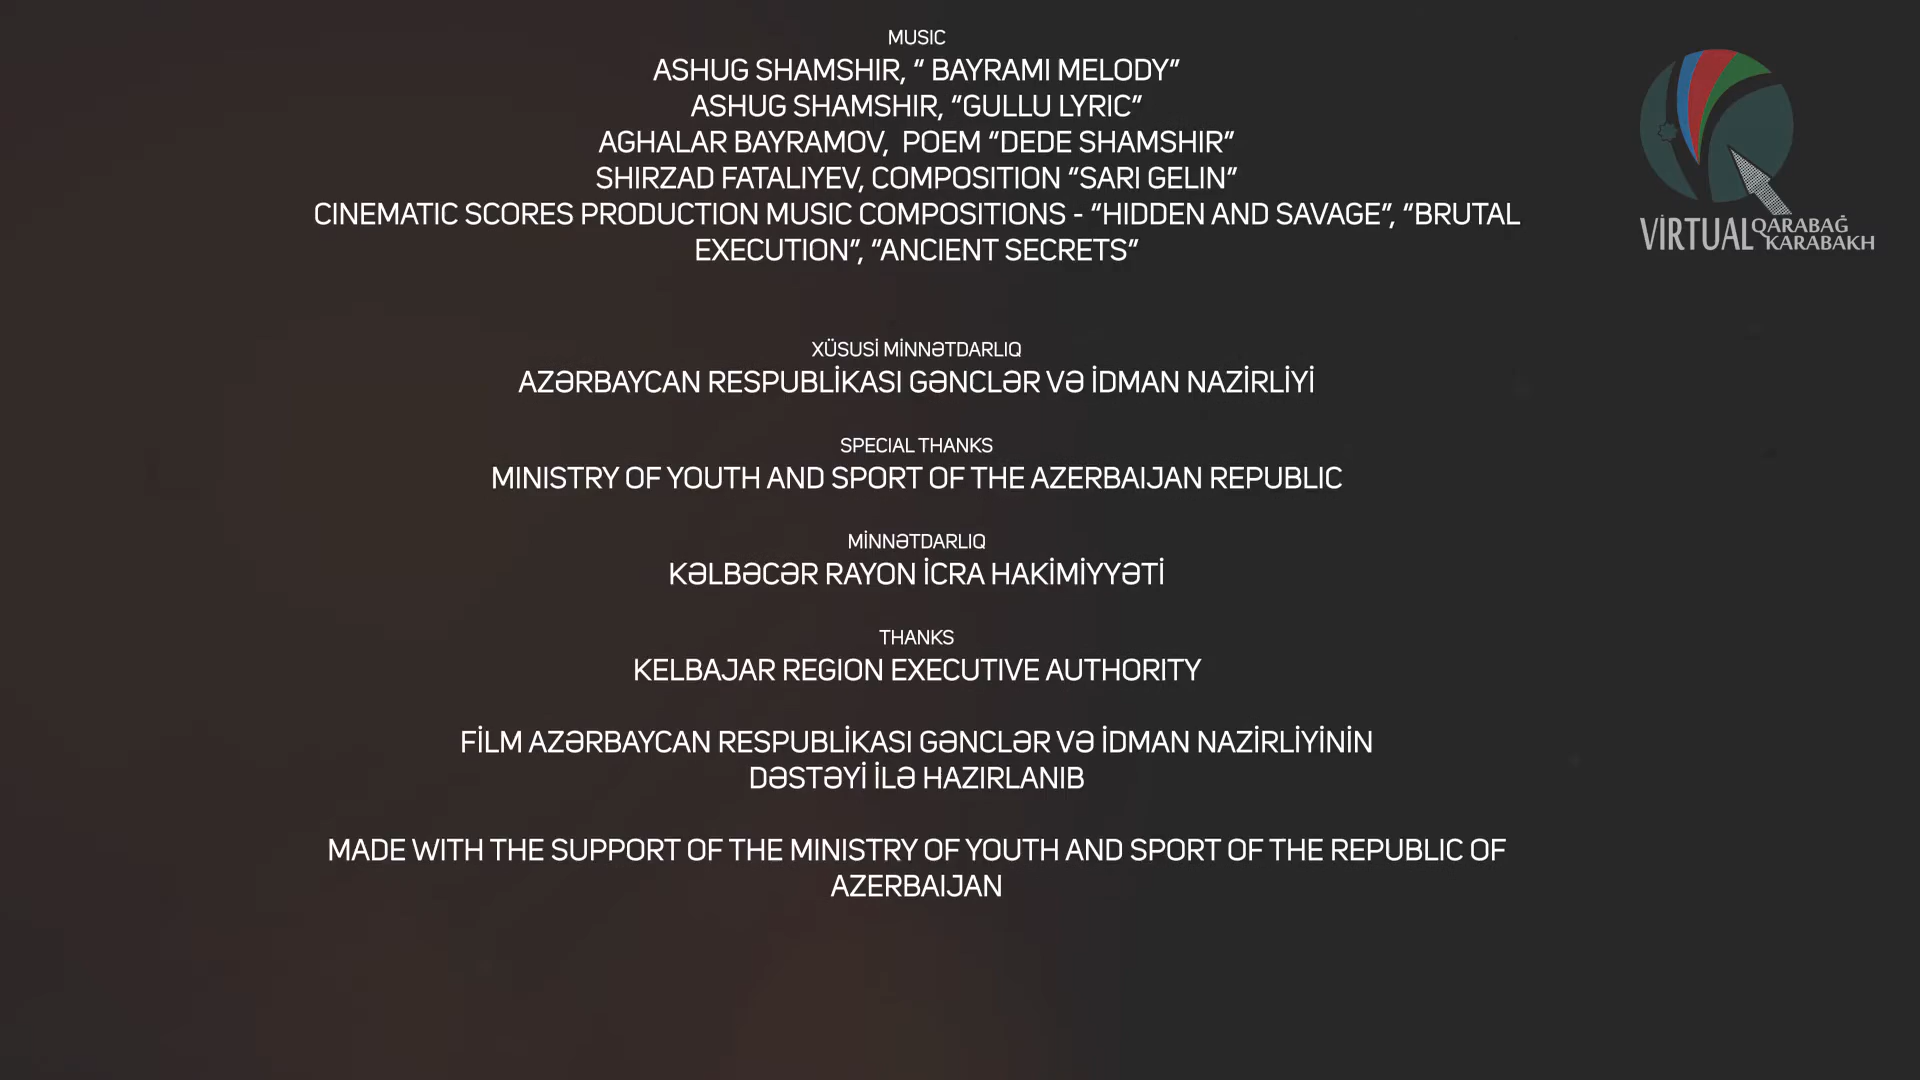 MUSIC
ASHUG SHAMSHIR, “ BAYRAMI MELODY”
ASHUG SHAMSHIR, “GULLU LYRIC”
AGHALAR BAYRAMOV,  POEM “DEDE SHAMSHIR”
SHIRZAD FATALIYEV, COMPOSITION “SARI GELIN”
CINEMATIC SCORES PRODUCTION MUSIC COMPOSITIONS - “HIDDEN AND SAVAGE”, “BRUTAL
EXECUTION”, “ANCIENT SECRETS”
XÜSUSİ MİNNƏTDARLIQ
AZƏRBAYCAN RESPUBLİKASI GƏNCLƏR VƏ İDMAN NAZİRLİYİ
SPECIAL THANKS
MINISTRY OF YOUTH AND SPORT OF THE AZERBAIJAN REPUBLIC
MİNNƏTDARLIQ
KƏLBƏCƏR RAYON İCRA HAKİMİYYƏTİ
THANKS
KELBAJAR REGION EXECUTIVE AUTHORITY
FİLM AZƏRBAYCAN RESPUBLİKASI GƏNCLƏR VƏ İDMAN NAZİRLİYİNİN
DƏSTƏYİ İLƏ HAZIRLANIB
MADE WITH THE SUPPORT OF THE MINISTRY OF YOUTH AND SPORT OF THE REPUBLIC OF
AZERBAIJAN
VİRTUAL QARABAĞ
KARABAKH